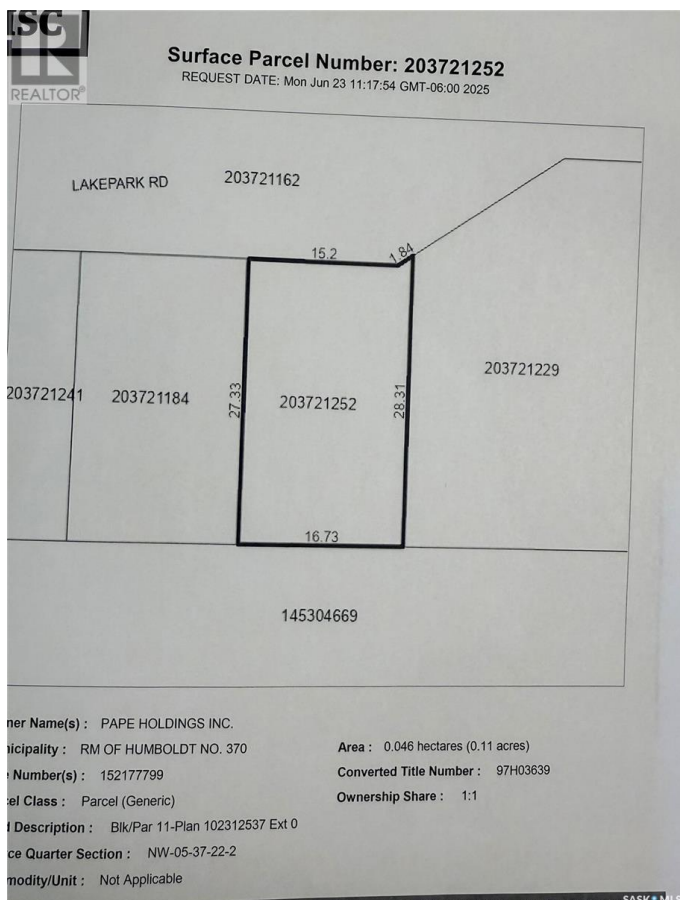 ISC
REALTOR®
Surface Parcel Number: 203721252
REQUEST DATE: Mon Jun 23 11:17:54 GMT-06:00 2025
LAKEPARK RD 203721162
15.2 1.84
203721241 203721184 27.33 203721252 28.31 203721229
16.73
145304669
ner Name(s) : PAPE HOLDINGS INC.
nicipality : RM OF HUMBOLDT NO. 370 Area : 0.046 hectares (0.11 acres)
Number(s) : 152177799 Converted Title Number : 97H03639
cel Class : Parcel (Generic) Ownership Share : 1:1
d Description : Blk/Par 11-Plan 102312537 Ext 0
rce Quarter Section : NW-05-37-22-2
modity/Unit : Not Applicable
SASK MLS